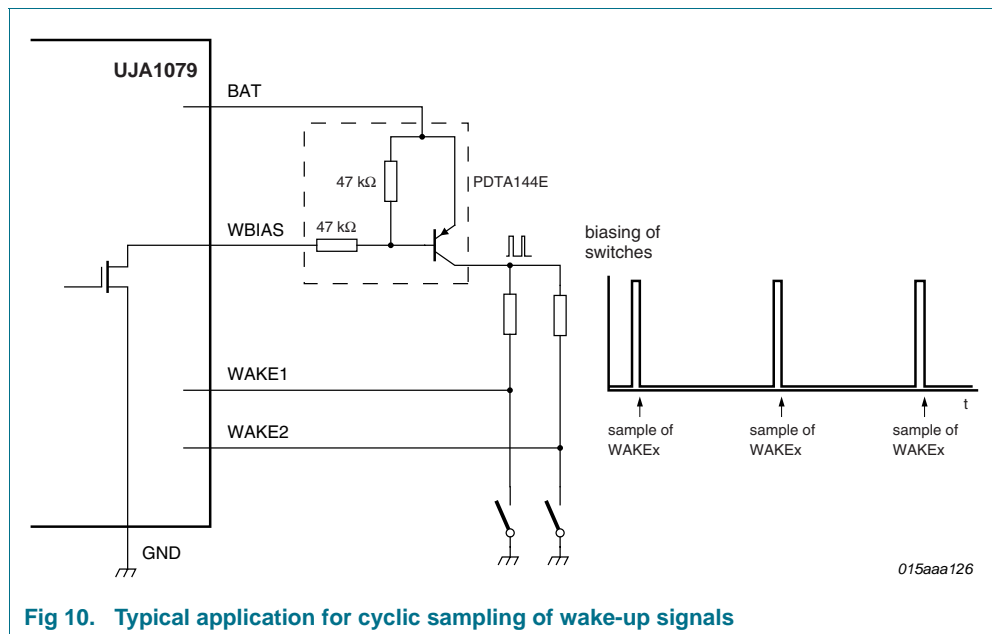 UJA1079
BAT
47 kΩ
PDTA144E
WBIAS
47 kΩ
biasing of
switches
WAKE1
t
sample of
WAKEx
sample of
WAKEx
sample of
WAKEx
WAKE2
GND
015aaa126
Fig 10. Typical application for cyclic sampling of wake-up signals